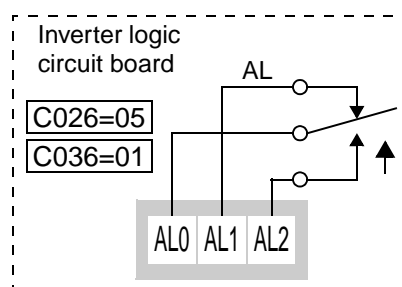 Inverter logic
circuit board
AL
C026=05
C036=01
AL0 AL1 AL2